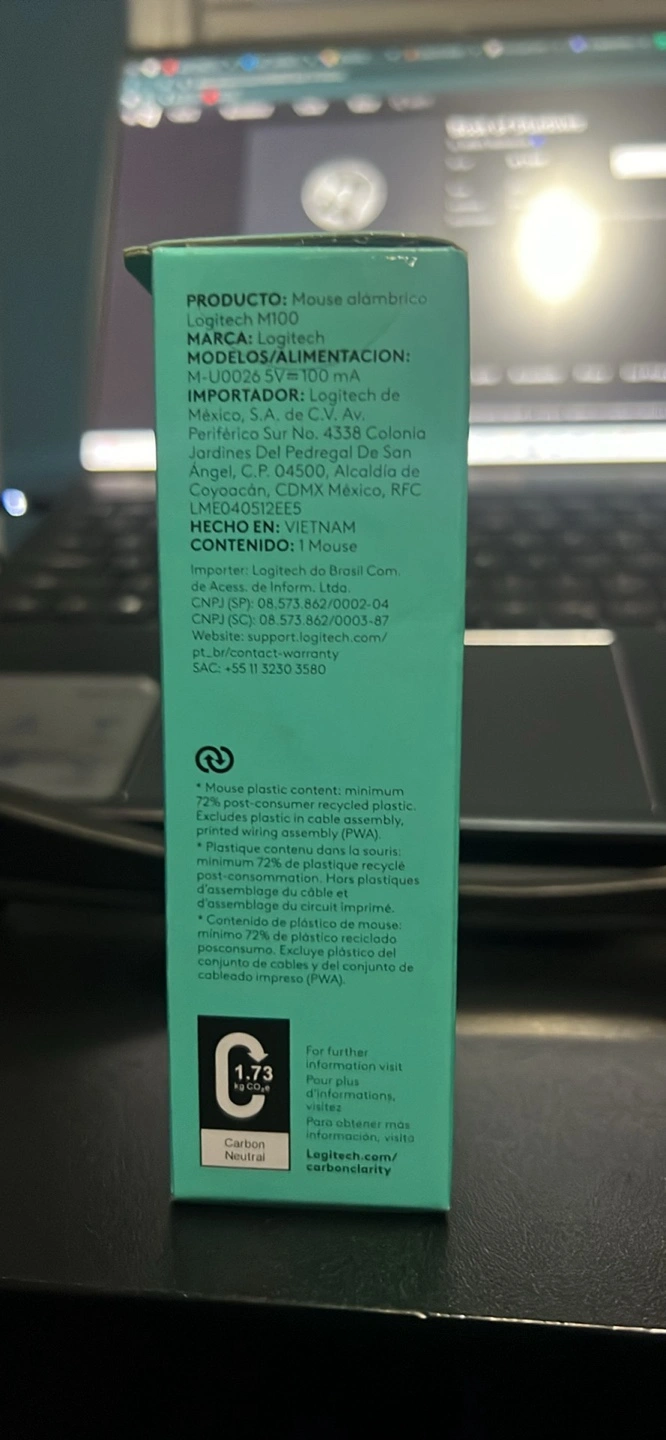 PRODUCTO: Mouse alámbrico
Logitech M100
MARCA: Logitech
MODELOS/ALIMENTACION:
M-U0026 5V⎓100 mA
IMPORTADOR: Logitech de
México, S.A. de C.V. Av.
Periférico Sur No. 4338 Colonia
Jardines Del Pedregal De San
Ángel, C.P. 04500, Alcaldía de
Coyoacán, CDMX México, RFC
LME040512EE5
HECHO EN: VIETNAM
CONTENIDO: 1 Mouse
Importer: Logitech do Brasil Com.
de Acess. de Inform. Ltda.
CNPJ (SP): 08.573.862/0002-04
CNPJ (SC): 08.573.862/0003-87
Website: support.logitech.com/
pt_br/contact-warranty
SAC: +55 11 3230 3580
* Mouse plastic content: minimum
72% post-consumer recycled plastic.
Excludes plastic in cable assembly,
printed wiring assembly (PWA).
* Plastique contenu dans la souris:
minimum 72% de plastique recyclé
post-consommation. Hors plastiques
d'assemblage du câble et
d'assemblage du circuit imprimé.
* Contenido de plástico de mouse:
mínimo 72% de plástico reciclado
posconsumo. Excluye plástico del
conjunto de cables y del conjunto de
cableado impreso (PWA).
1.73
kg CO₂e
Carbon
Neutral
For further
information visit
Pour plus
d'informations,
visitez
Para obtener más
información, visita
Logitech.com/
carbonclarity